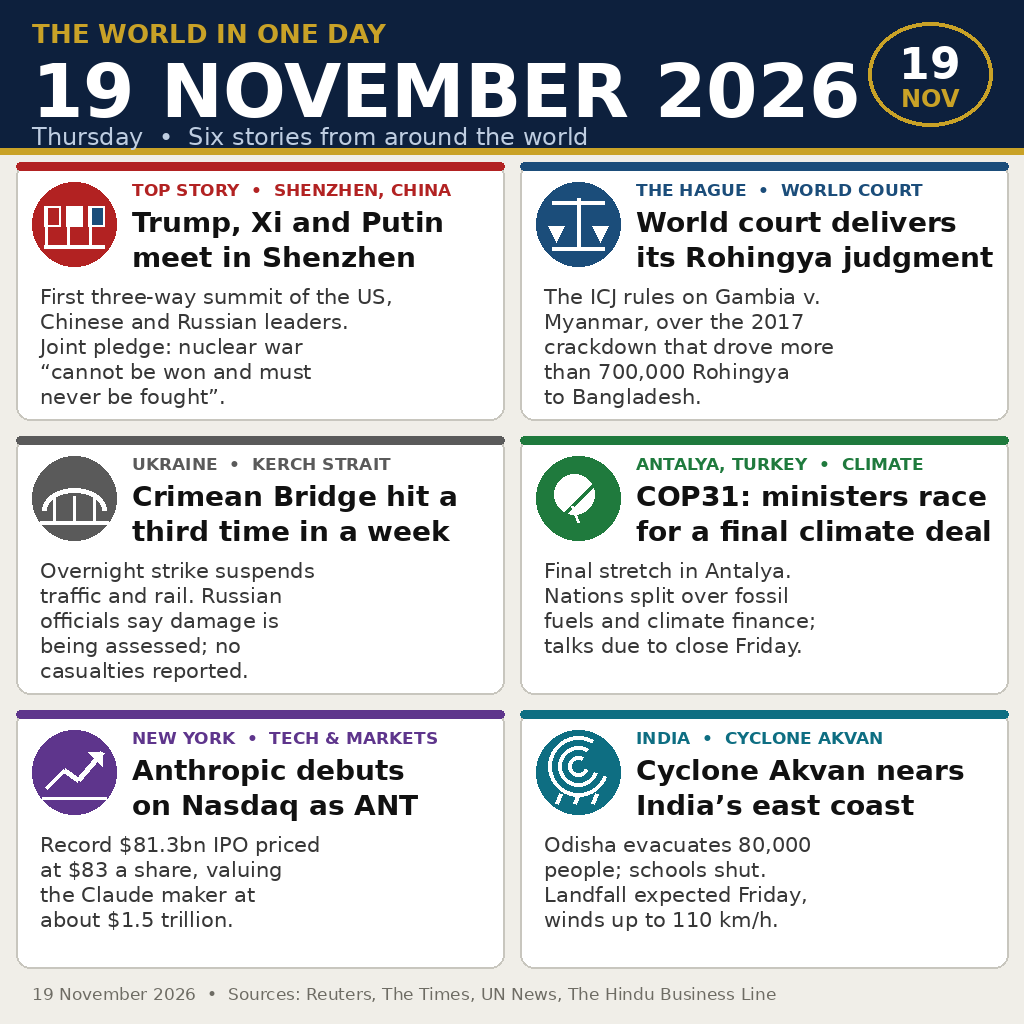 THE WORLD IN ONE DAY
19 NOVEMBER 2026
Thursday • Six stories from around the world
19
NOV
TOP STORY • SHENZHEN, CHINA
Trump, Xi and Putin
meet in Shenzhen
First three-way summit of the US,
Chinese and Russian leaders.
Joint pledge: nuclear war
“cannot be won and must
never be fought”.
THE HAGUE • WORLD COURT
World court delivers
its Rohingya judgment
The ICJ rules on Gambia v.
Myanmar, over the 2017
crackdown that drove more
than 700,000 Rohingya
to Bangladesh.
UKRAINE • KERCH STRAIT
Crimean Bridge hit a
third time in a week
Overnight strike suspends
traffic and rail. Russian
officials say damage is
being assessed; no
casualties reported.
ANTALYA, TURKEY • CLIMATE
COP31: ministers race
for a final climate deal
Final stretch in Antalya.
Nations split over fossil
fuels and climate finance;
talks due to close Friday.
NEW YORK • TECH & MARKETS
Anthropic debuts
on Nasdaq as ANT
Record $81.3bn IPO priced
at $83 a share, valuing
the Claude maker at
about $1.5 trillion.
INDIA • CYCLONE AKVAN
Cyclone Akvan nears
India’s east coast
Odisha evacuates 80,000
people; schools shut.
Landfall expected Friday,
winds up to 110 km/h.
19 November 2026 • Sources: Reuters, The Times, UN News, The Hindu Business Line